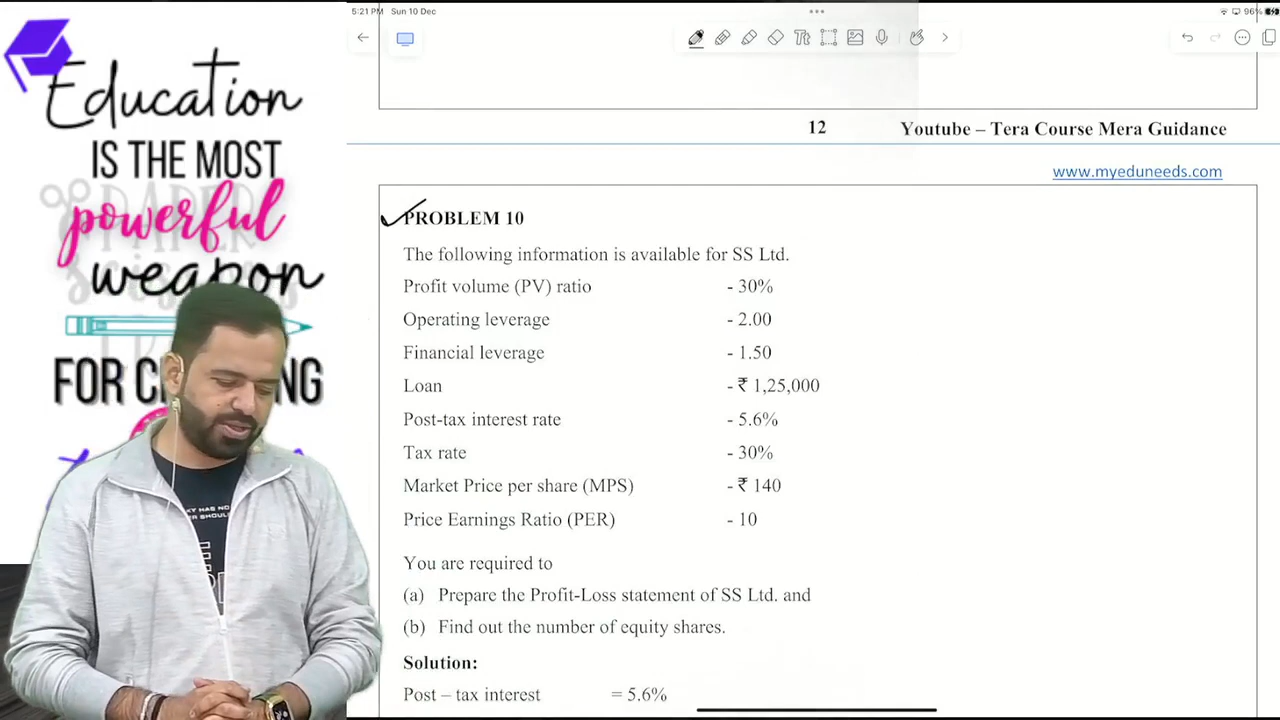 5:21 PM Sun 10 Dec
96%
Education
IS THE MOST
powerful
weapon
12 Youtube – Tera Course Mera Guidance
www.myeduneeds.com
PROBLEM 10
The following information is available for SS Ltd.
Profit volume (PV) ratio - 30%
Operating leverage - 2.00
Financial leverage - 1.50
Loan - ₹ 1,25,000
Post-tax interest rate - 5.6%
Tax rate - 30%
Market Price per share (MPS) - ₹ 140
Price Earnings Ratio (PER) - 10
You are required to
(a) Prepare the Profit-Loss statement of SS Ltd. and
(b) Find out the number of equity shares.
Solution:
Post – tax interest = 5.6%